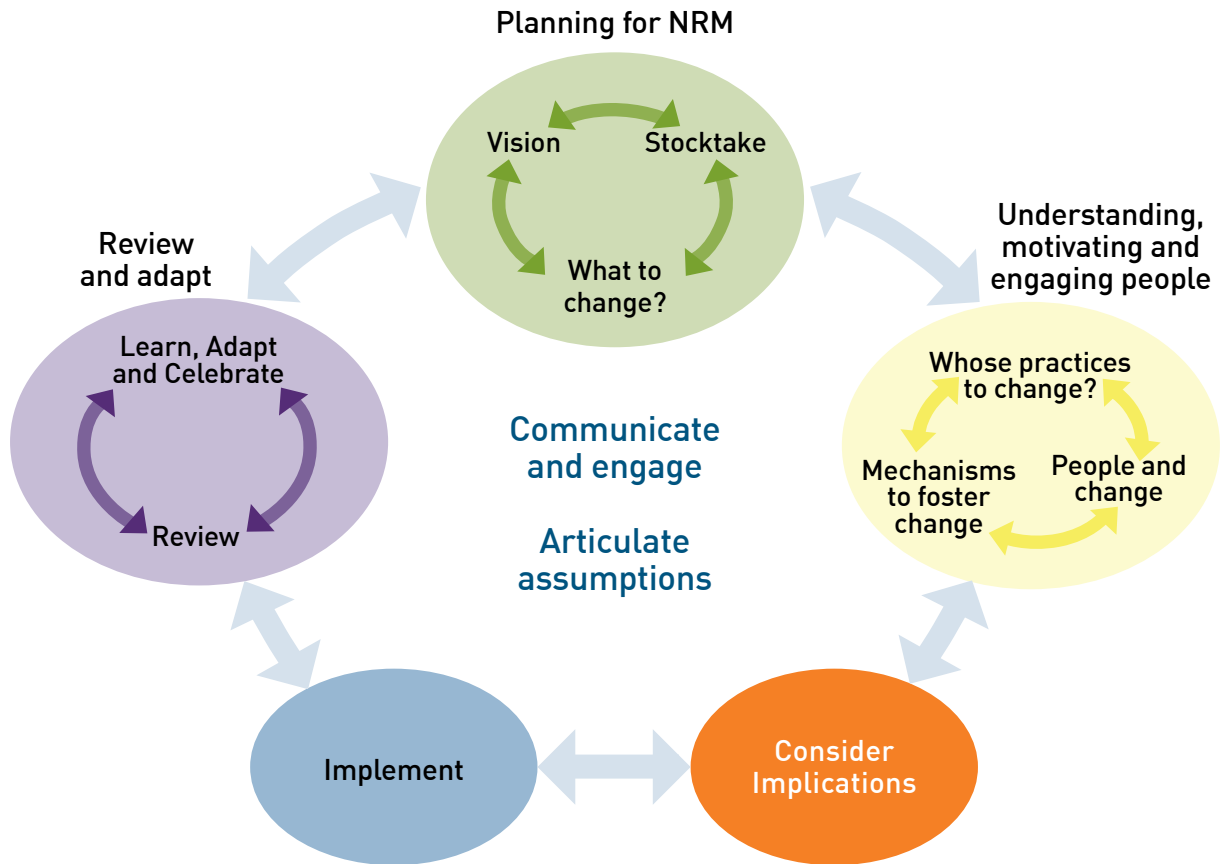 Planning for NRM
Vision
Stocktake
What to
change?
Understanding,
motivating and
engaging people
Whose practices
to change?
People and
change
Mechanisms
to foster
change
Consider
Implications
Implement
Review
and adapt
Learn, Adapt
and Celebrate
Review
Communicate
and engage
Articulate
assumptions